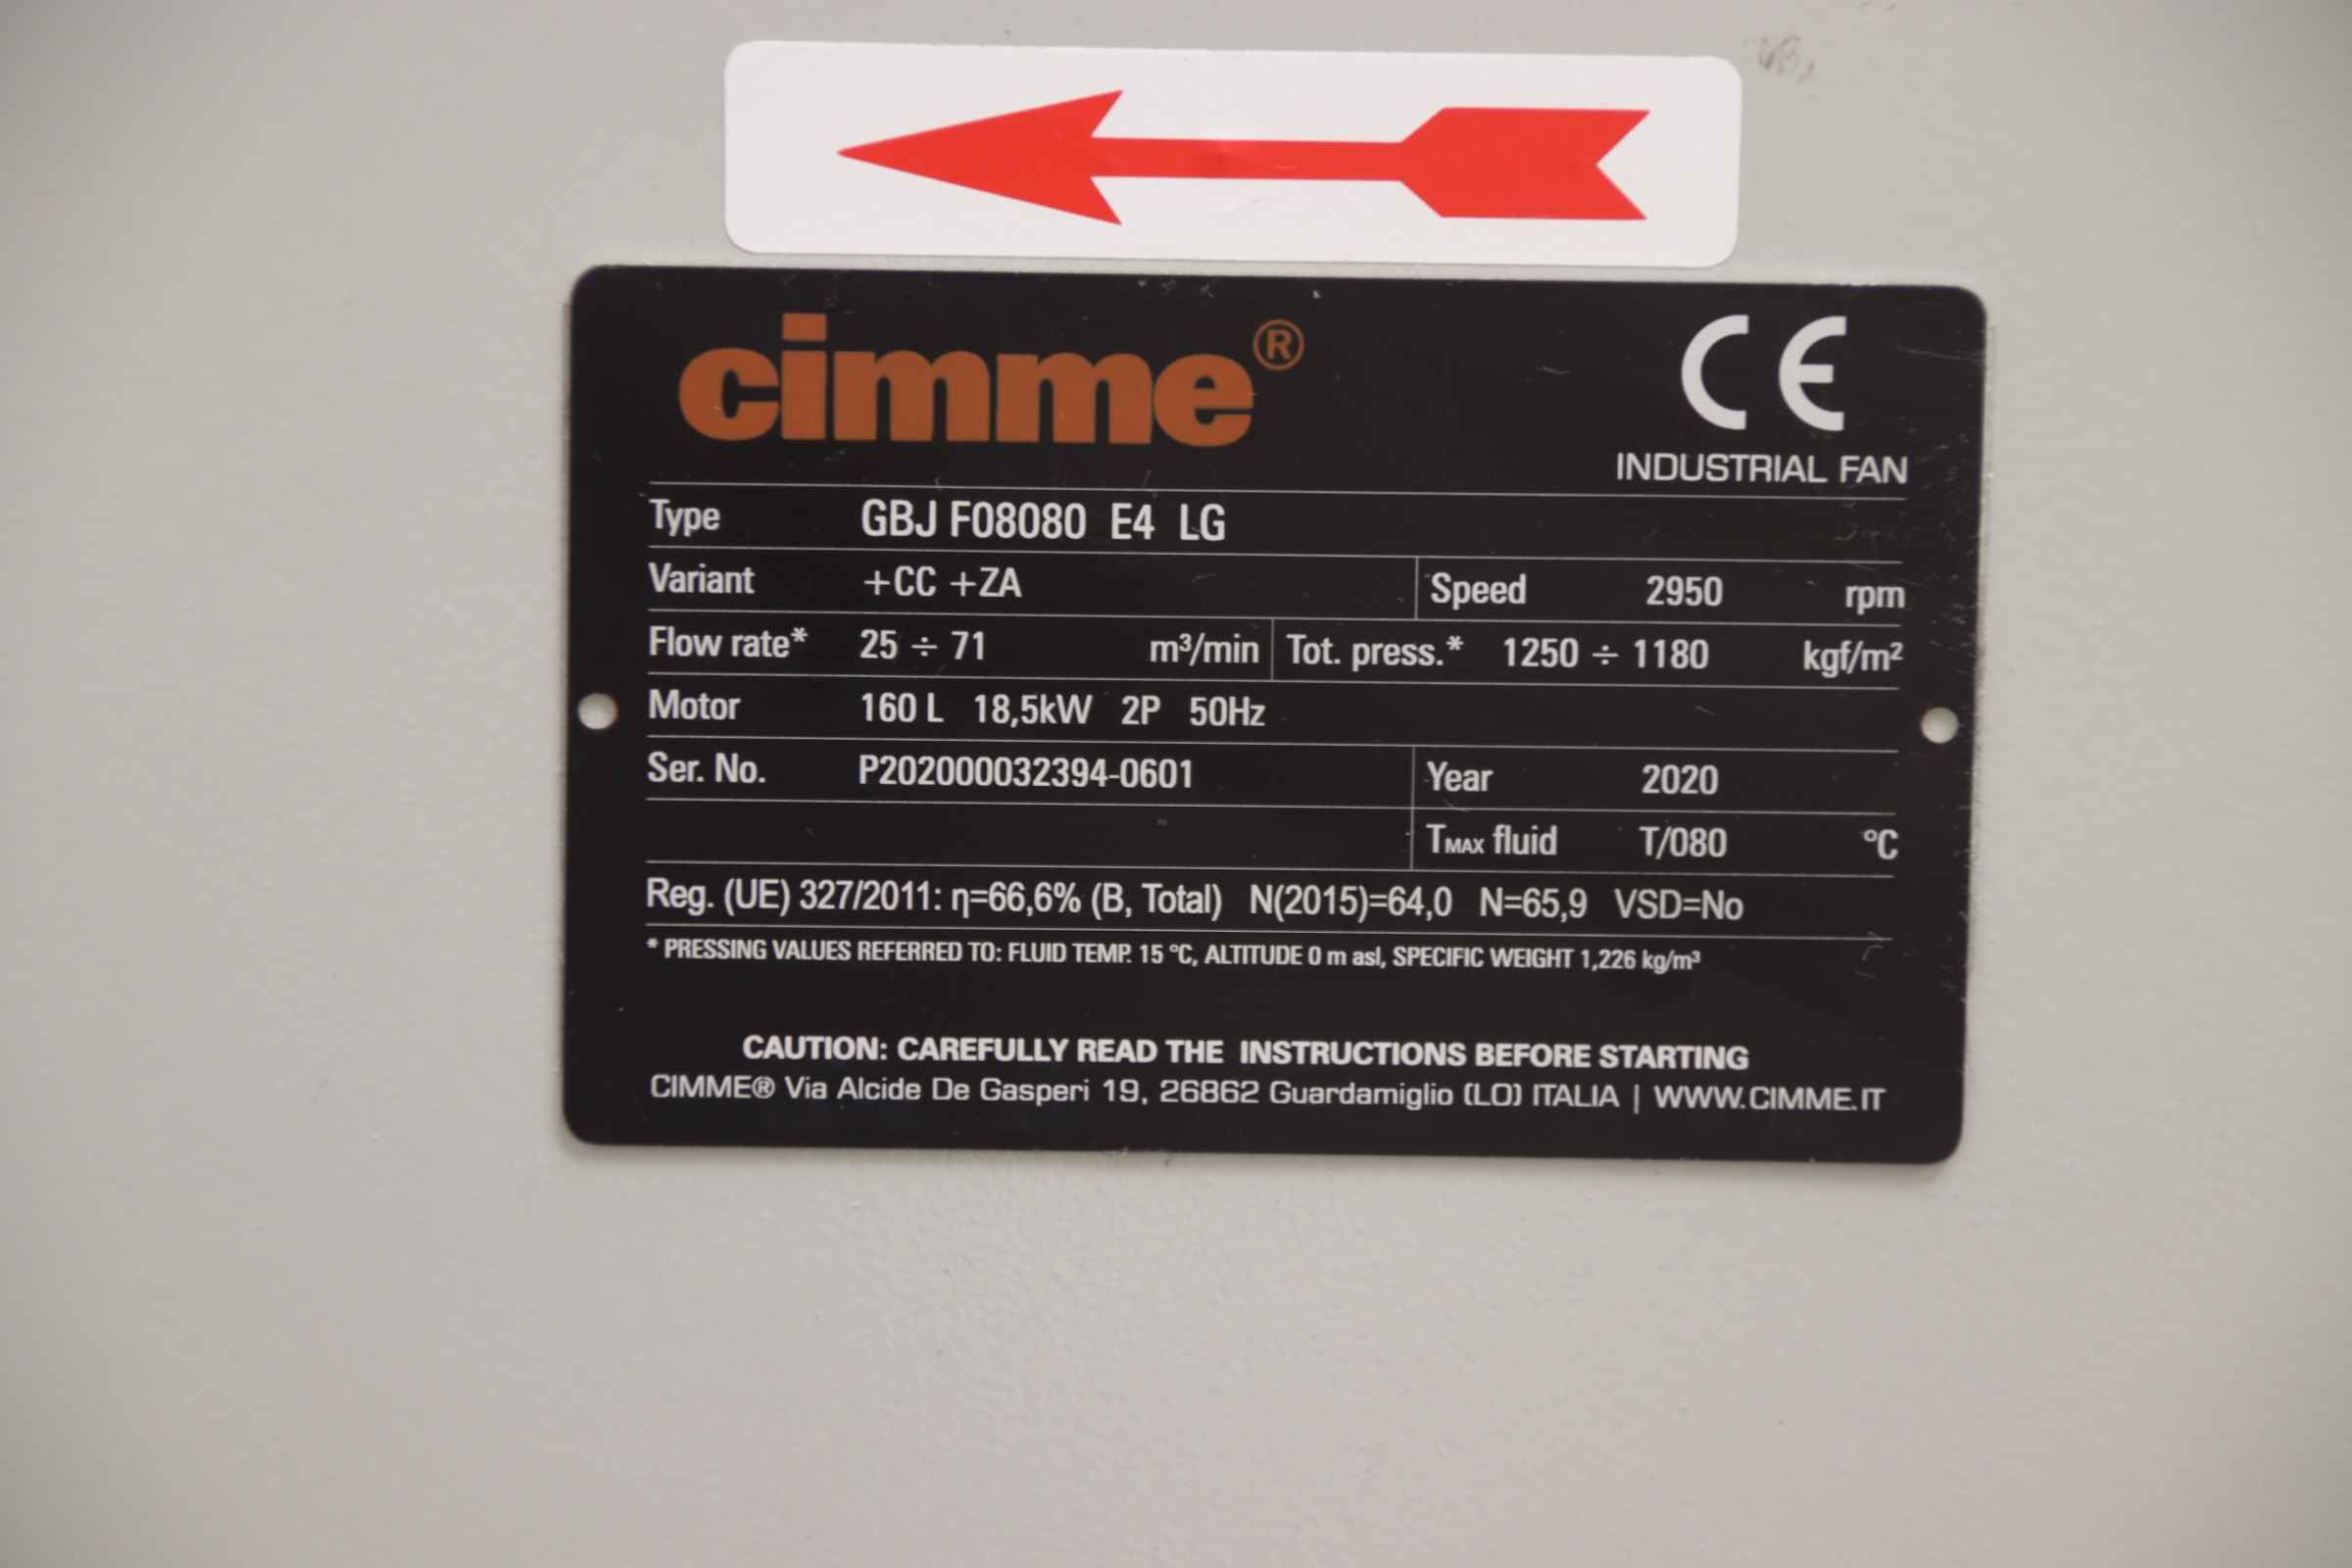 cimme®
CE
INDUSTRIAL FAN
Type GBJ F08080 E4 LG
Variant +CC +ZA Speed 2950 rpm
Flow rate* 25 ÷ 71 m³/min Tot. press.* 1250 ÷ 1180 kgf/m²
Motor 160 L 18,5kW 2P 50Hz
Ser. No. P202000032394-0601 Year 2020
TMAX fluid T/080 °C
Reg. (UE) 327/2011: η=66,6% (B, Total) N(2015)=64,0 N=65,9 VSD=No
* PRESSING VALUES REFERRED TO: FLUID TEMP. 15 °C, ALTITUDE 0 m asl, SPECIFIC WEIGHT 1,226 kg/m³
CAUTION: CAREFULLY READ THE INSTRUCTIONS BEFORE STARTING
CIMME® Via Alcide De Gasperi 19, 26862 Guardamiglio (LO) ITALIA | WWW.CIMME.IT